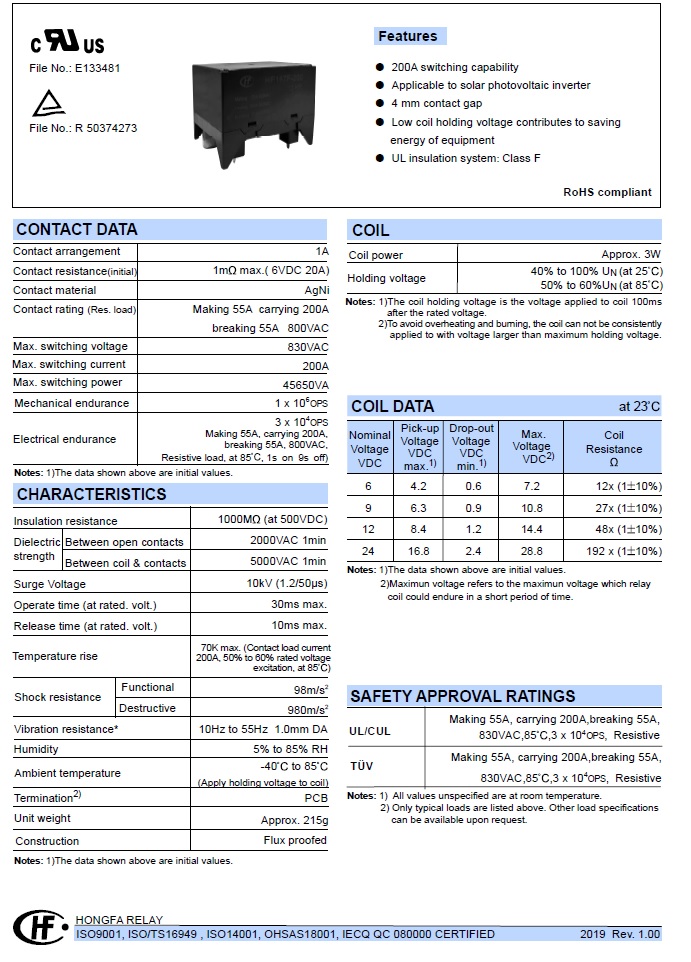 c RU US
File No.: E133481
File No.: R 50374273
Features
● 200A switching capability
● Applicable to solar photovoltaic inverter
● 4 mm contact gap
● Low coil holding voltage contributes to saving
energy of equipment
● UL insulation system: Class F
RoHS compliant
CONTACT DATA
Contact arrangement 1A
Contact resistance(initial) 1mΩ max.( 6VDC 20A)
Contact material AgNi
Contact rating (Res. load) Making 55A carrying 200A
breaking 55A 800VAC
Max. switching voltage 830VAC
Max. switching current 200A
Max. switching power 45650VA
Mechanical endurance 1 x 10⁶OPS
Electrical endurance 3 x 10⁴OPS
Making 55A, carrying 200A,
breaking 55A, 800VAC,
Resistive load, at 85˚C, 1s on 9s off)
Notes: 1)The data shown above are initial values.
CHARACTERISTICS
Insulation resistance 1000MΩ (at 500VDC)
Dielectric strength Between open contacts 2000VAC 1min
Between coil & contacts 5000VAC 1min
Surge Voltage 10kV (1.2/50µs)
Operate time (at rated. volt.) 30ms max.
Release time (at rated. volt.) 10ms max.
Temperature rise 70K max. (Contact load current
200A, 50% to 60% rated voltage
excitation, at 85˚C)
Shock resistance Functional 98m/s²
Destructive 980m/s²
Vibration resistance* 10Hz to 55Hz 1.0mm DA
Humidity 5% to 85% RH
Ambient temperature -40˚C to 85˚C
(Apply holding voltage to coil)
Termination²⁾ PCB
Unit weight Approx. 215g
Construction Flux proofed
Notes: 1)The data shown above are initial values.
COIL
Coil power Approx. 3W
Holding voltage 40% to 100% UN (at 25˚C)
50% to 60%UN (at 85˚C)
Notes: 1)The coil holding voltage is the voltage applied to coil 100ms
after the rated voltage.
2)To avoid overheating and burning, the coil can not be consistently
applied to with voltage larger than maximum holding voltage.
COIL DATA at 23˚C
Nominal Voltage VDC Pick-up Voltage VDC max.¹⁾ Drop-out Voltage VDC min.¹⁾ Max. Voltage VDC²⁾ Coil Resistance Ω
6 4.2 0.6 7.2 12x (1±10%)
9 6.3 0.9 10.8 27x (1±10%)
12 8.4 1.2 14.4 48x (1±10%)
24 16.8 2.4 28.8 192 x (1±10%)
Notes: 1)The data shown above are initial values.
2)Maximun voltage refers to the maximun voltage which relay
coil could endure in a short period of time.
SAFETY APPROVAL RATINGS
UL/CUL Making 55A, carrying 200A,breaking 55A,
830VAC,85˚C,3 x 10⁴OPS, Resistive
TÜV Making 55A, carrying 200A,breaking 55A,
830VAC,85˚C,3 x 10⁴OPS, Resistive
Notes: 1) All values unspecified are at room temperature.
2) Only typical loads are listed above. Other load specifications
can be available upon request.
HF
HONGFA RELAY
ISO9001, ISO/TS16949 , ISO14001, OHSAS18001, IECQ QC 080000 CERTIFIED 2019 Rev. 1.00